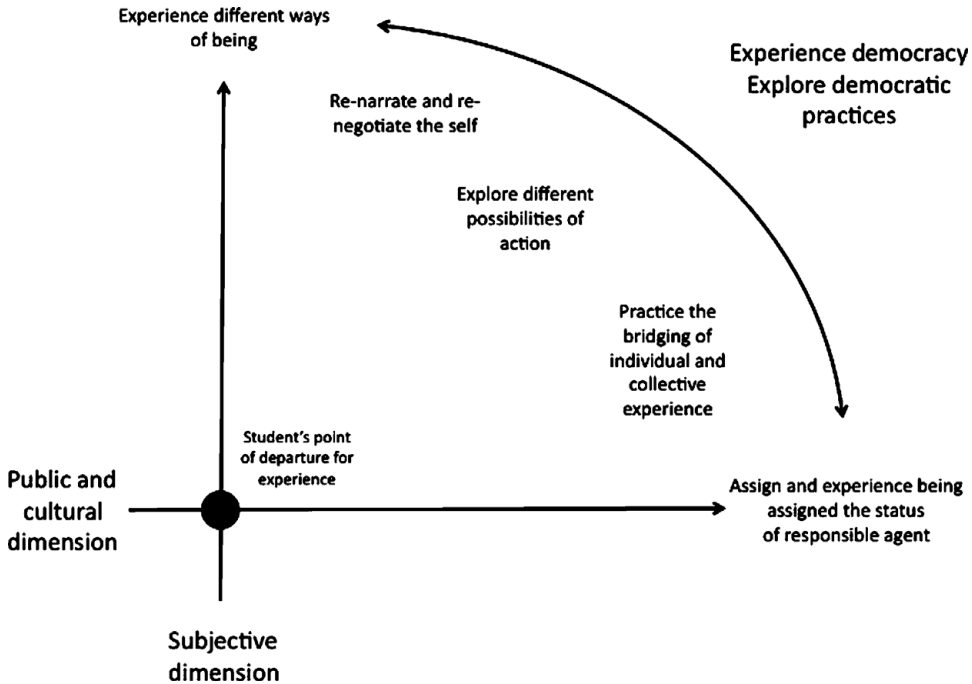 Experience different ways
of being
Experience democracy
Explore democratic
practices
Re-narrate and re-
negotiate the self
Explore different
possibilities of
action
Practice the
bridging of
individual and
collective
experience
Student's point
of departure for
experience
Public and
cultural
dimension
Assign and experience being
assigned the status
of responsible agent
Subjective
dimension